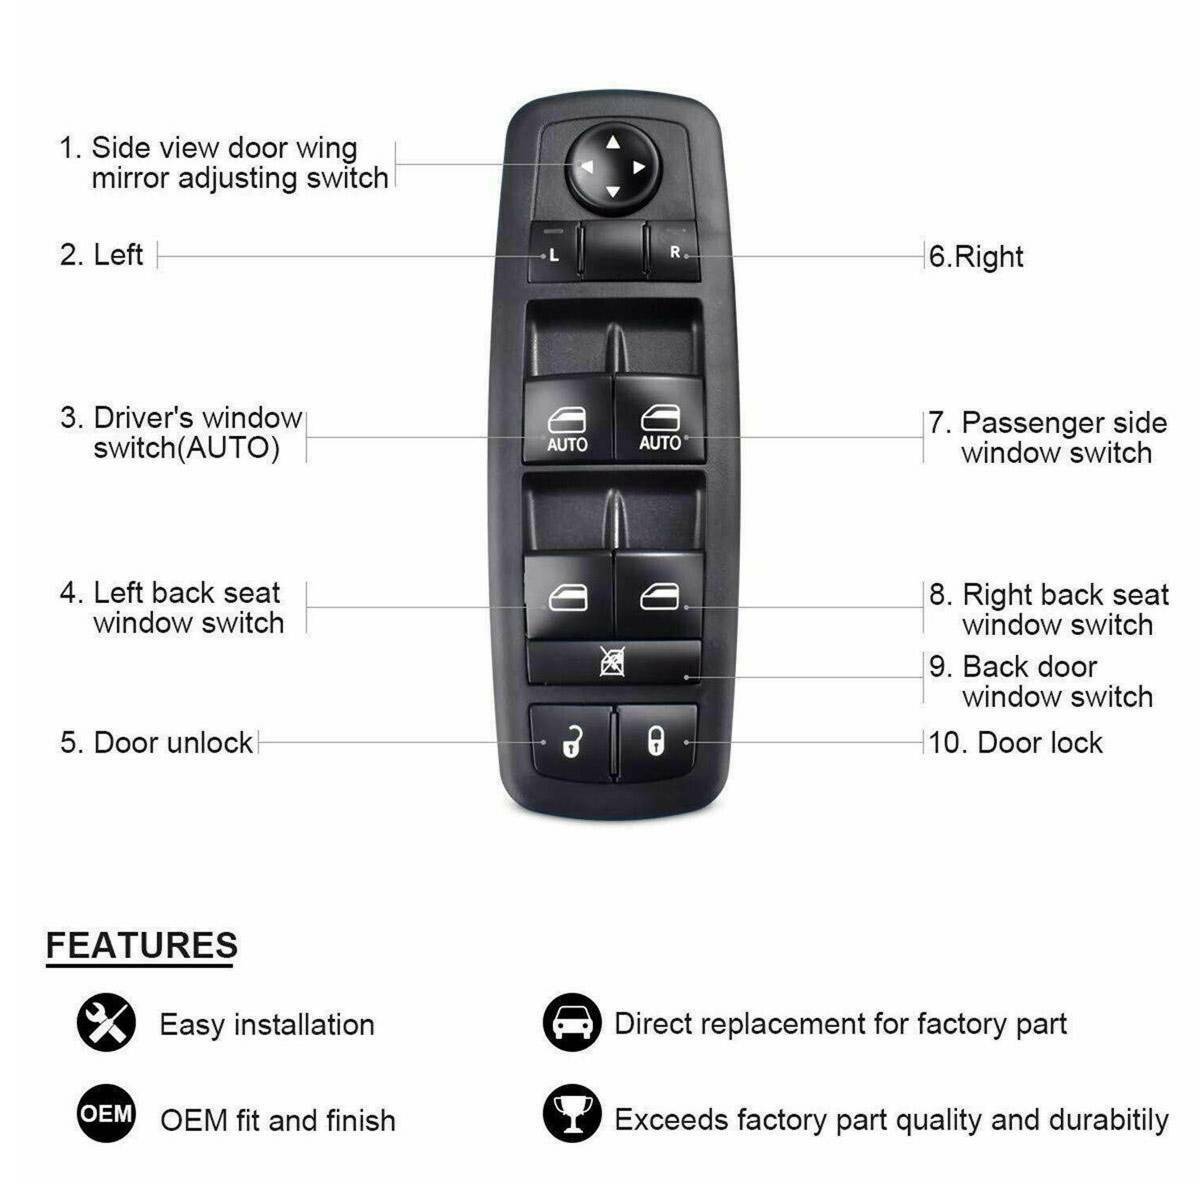 1. Side view door wing
mirror adjusting switch
2. Left
L
R
6.Right
3. Driver's window
switch(AUTO)
AUTO
AUTO
7. Passenger side
window switch
4. Left back seat
window switch
8. Right back seat
window switch
9. Back door
window switch
5. Door unlock
10. Door lock
FEATURES
Easy installation
Direct replacement for factory part
OEM
OEM fit and finish
Exceeds factory part quality and durabitily